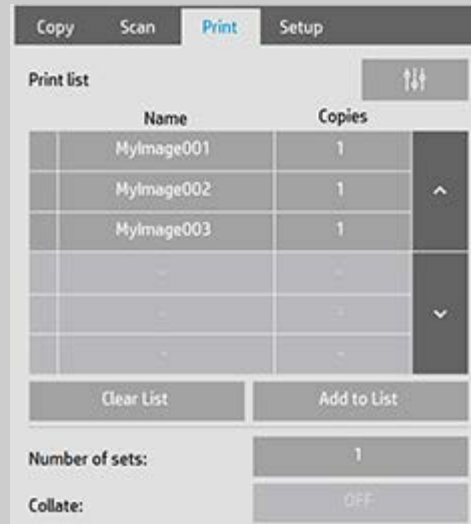 Copy Scan Print Setup
Print list
Name Copies
MyImage001 1
MyImage002 1
MyImage003 1
- -
- -
- -
Clear List Add to List
Number of sets: 1
Collate: OFF